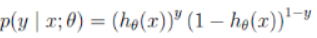 p(y | x; θ) = (h_θ(x))^y (1 − h_θ(x))^{1−y}